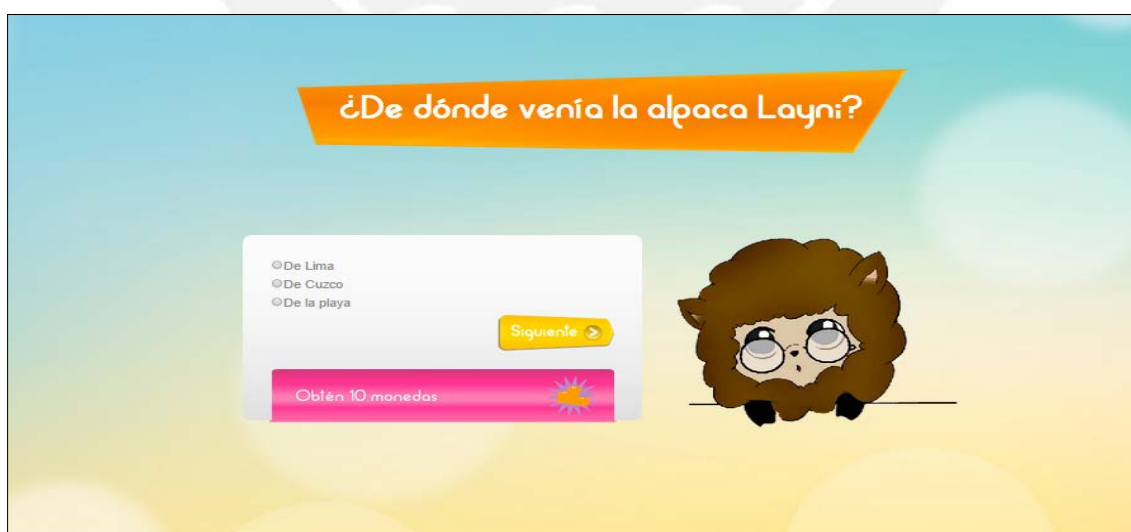 ¿De dónde venía la alpaca Layni?
De Lima
De Cuzco
De la playa
Siguiente
Obtén 10 monedas